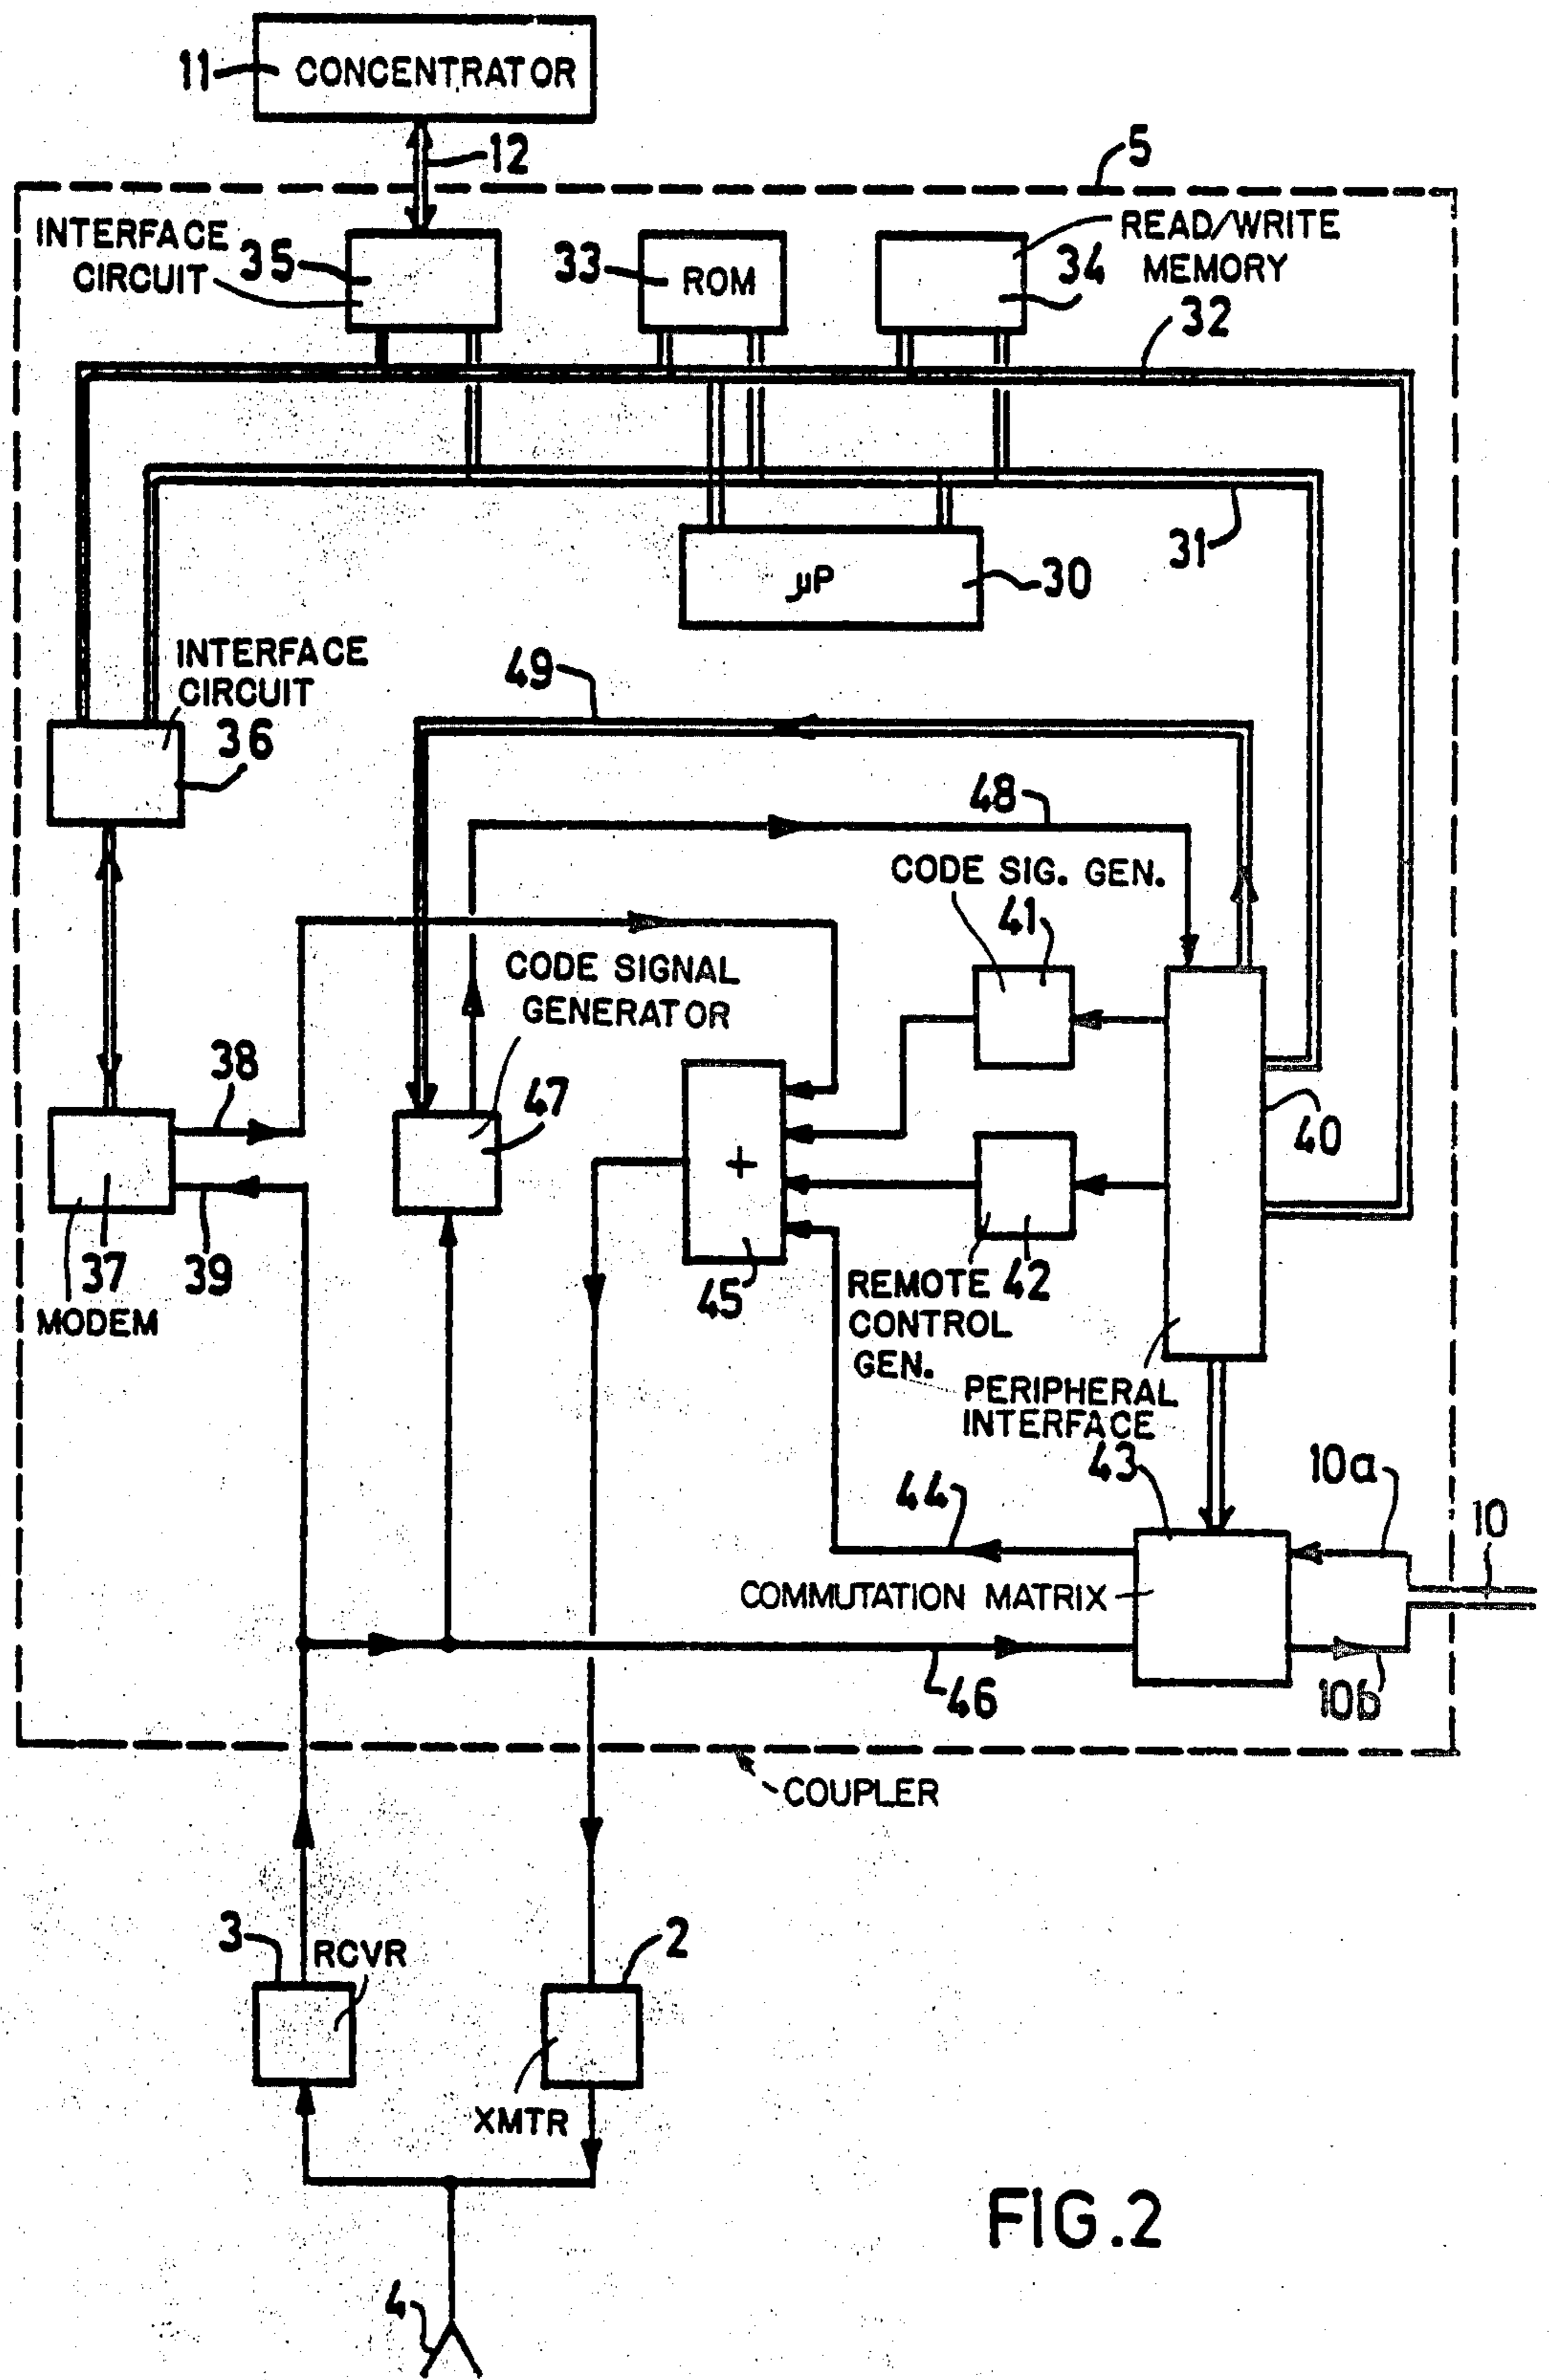 11
CONCENTRATOR
12
5
INTERFACE
CIRCUIT
35
33
ROM
READ/WRITE
MEMORY
34
32
31
µP
30
INTERFACE
CIRCUIT
36
49
48
CODE SIG. GEN.
41
CODE SIGNAL
GENERATOR
38
47
40
+
37
39
MODEM
45
REMOTE
CONTROL
GEN.
42
PERIPHERAL
INTERFACE
43
10a
44
10
COMMUTATION MATRIX
46
10b
COUPLER
3
RCVR
2
XMTR
FIG.2
4